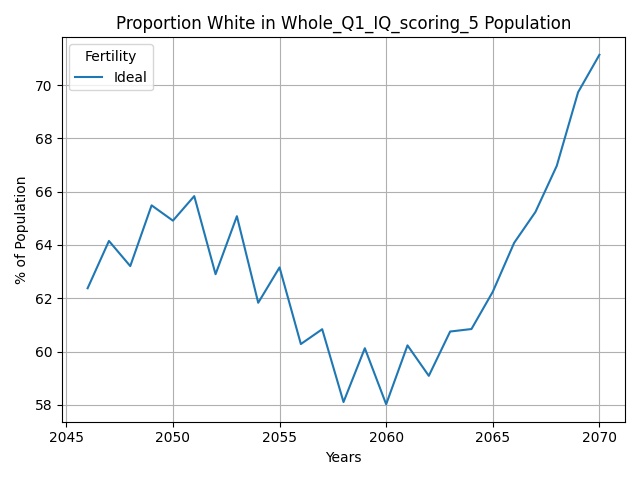 Proportion White in Whole_Q1_IQ_scoring_5 Population
Fertility
Ideal
% of Population
70
68
66
64
62
60
58
2045 2050 2055 2060 2065 2070
Years